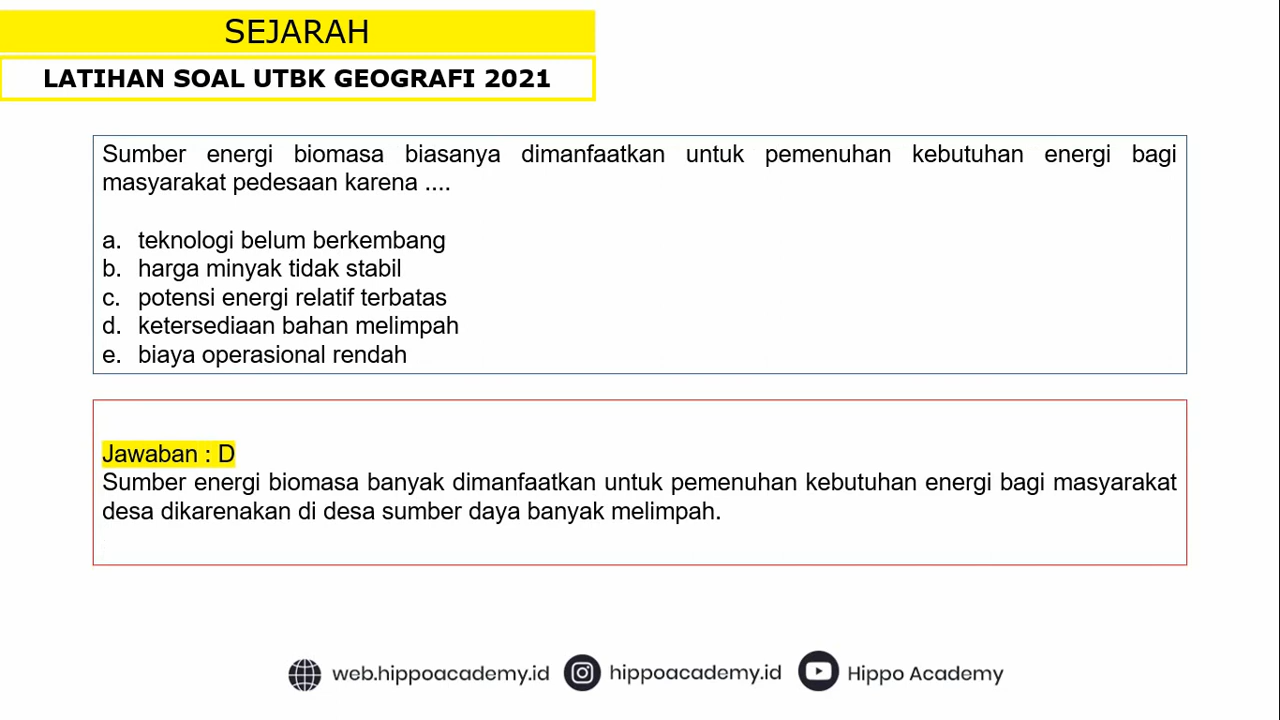 SEJARAH
LATIHAN SOAL UTBK GEOGRAFI 2021
Sumber energi biomasa biasanya dimanfaatkan untuk pemenuhan kebutuhan energi bagi
masyarakat pedesaan karena ....
a. teknologi belum berkembang
b. harga minyak tidak stabil
c. potensi energi relatif terbatas
d. ketersediaan bahan melimpah
e. biaya operasional rendah
Jawaban : D
Sumber energi biomasa banyak dimanfaatkan untuk pemenuhan kebutuhan energi bagi masyarakat
desa dikarenakan di desa sumber daya banyak melimpah.
web.hippoacademy.id hippoacademy.id Hippo Academy